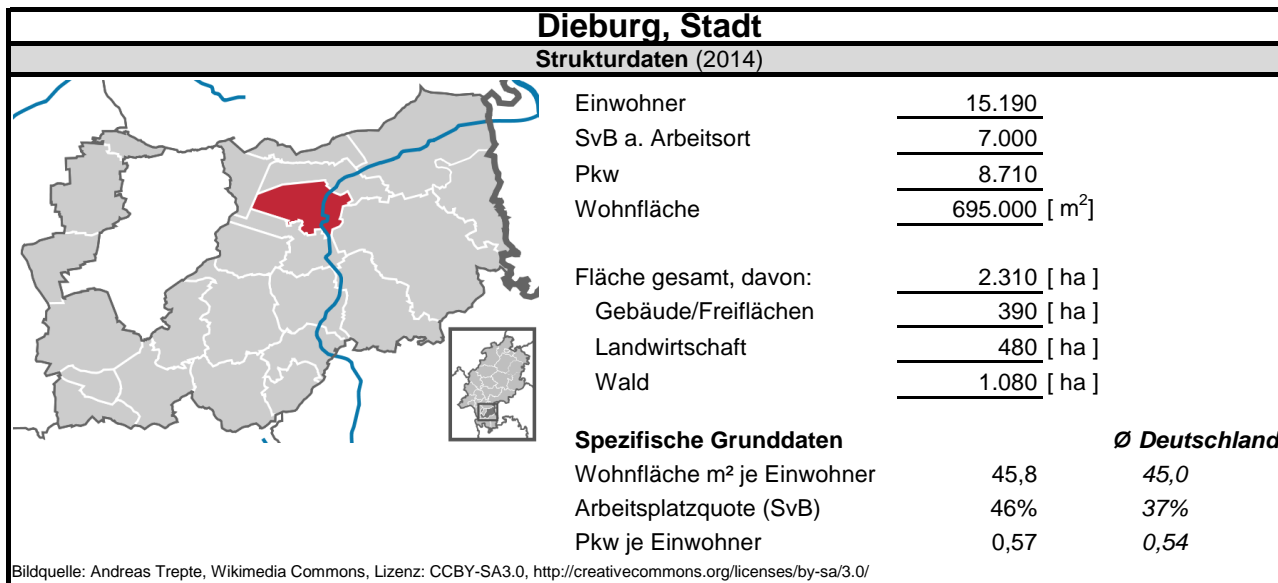 Dieburg, Stadt
Strukturdaten (2014)
Einwohner 15.190
SvB a. Arbeitsort 7.000
Pkw 8.710
Wohnfläche 695.000 [ m²]
Fläche gesamt, davon: 2.310 [ ha ]
Gebäude/Freiflächen 390 [ ha ]
Landwirtschaft 480 [ ha ]
Wald 1.080 [ ha ]
Spezifische Grunddaten Ø Deutschland
Wohnfläche m² je Einwohner 45,8 45,0
Arbeitsplatzquote (SvB) 46% 37%
Pkw je Einwohner 0,57 0,54
Bildquelle: Andreas Trepte, Wikimedia Commons, Lizenz: CCBY-SA3.0, http://creativecommons.org/licenses/by-sa/3.0/